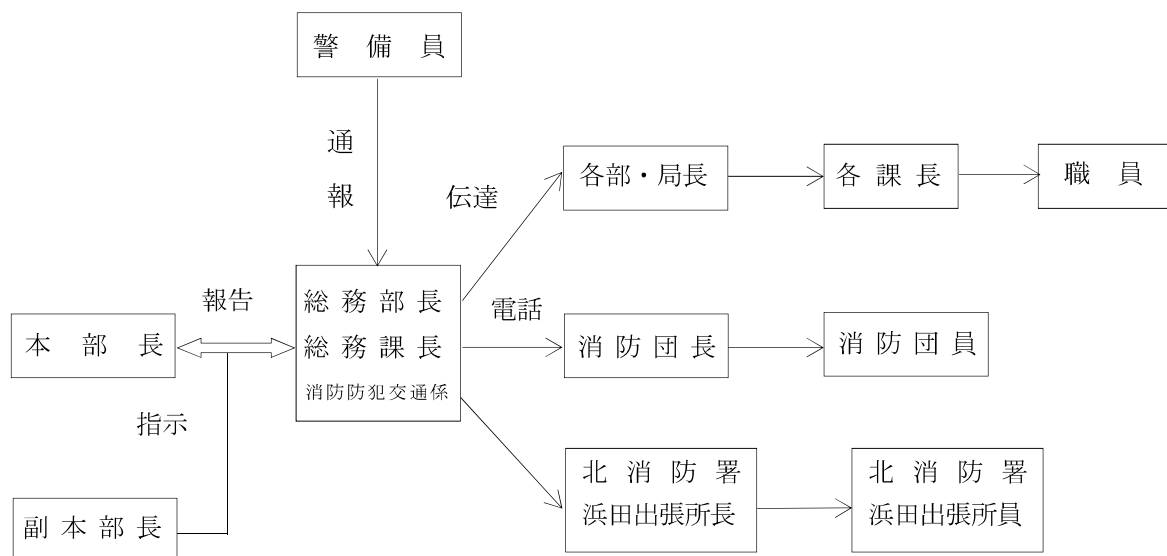 警備員
通報
伝達
各部・局長
各課長
職員
報告
総務部長
総務課長
消防防犯交通係
電話
本部長
消防団長
消防団員
指示
北消防署
浜田出張所長
北消防署
浜田出張所員
副本部長